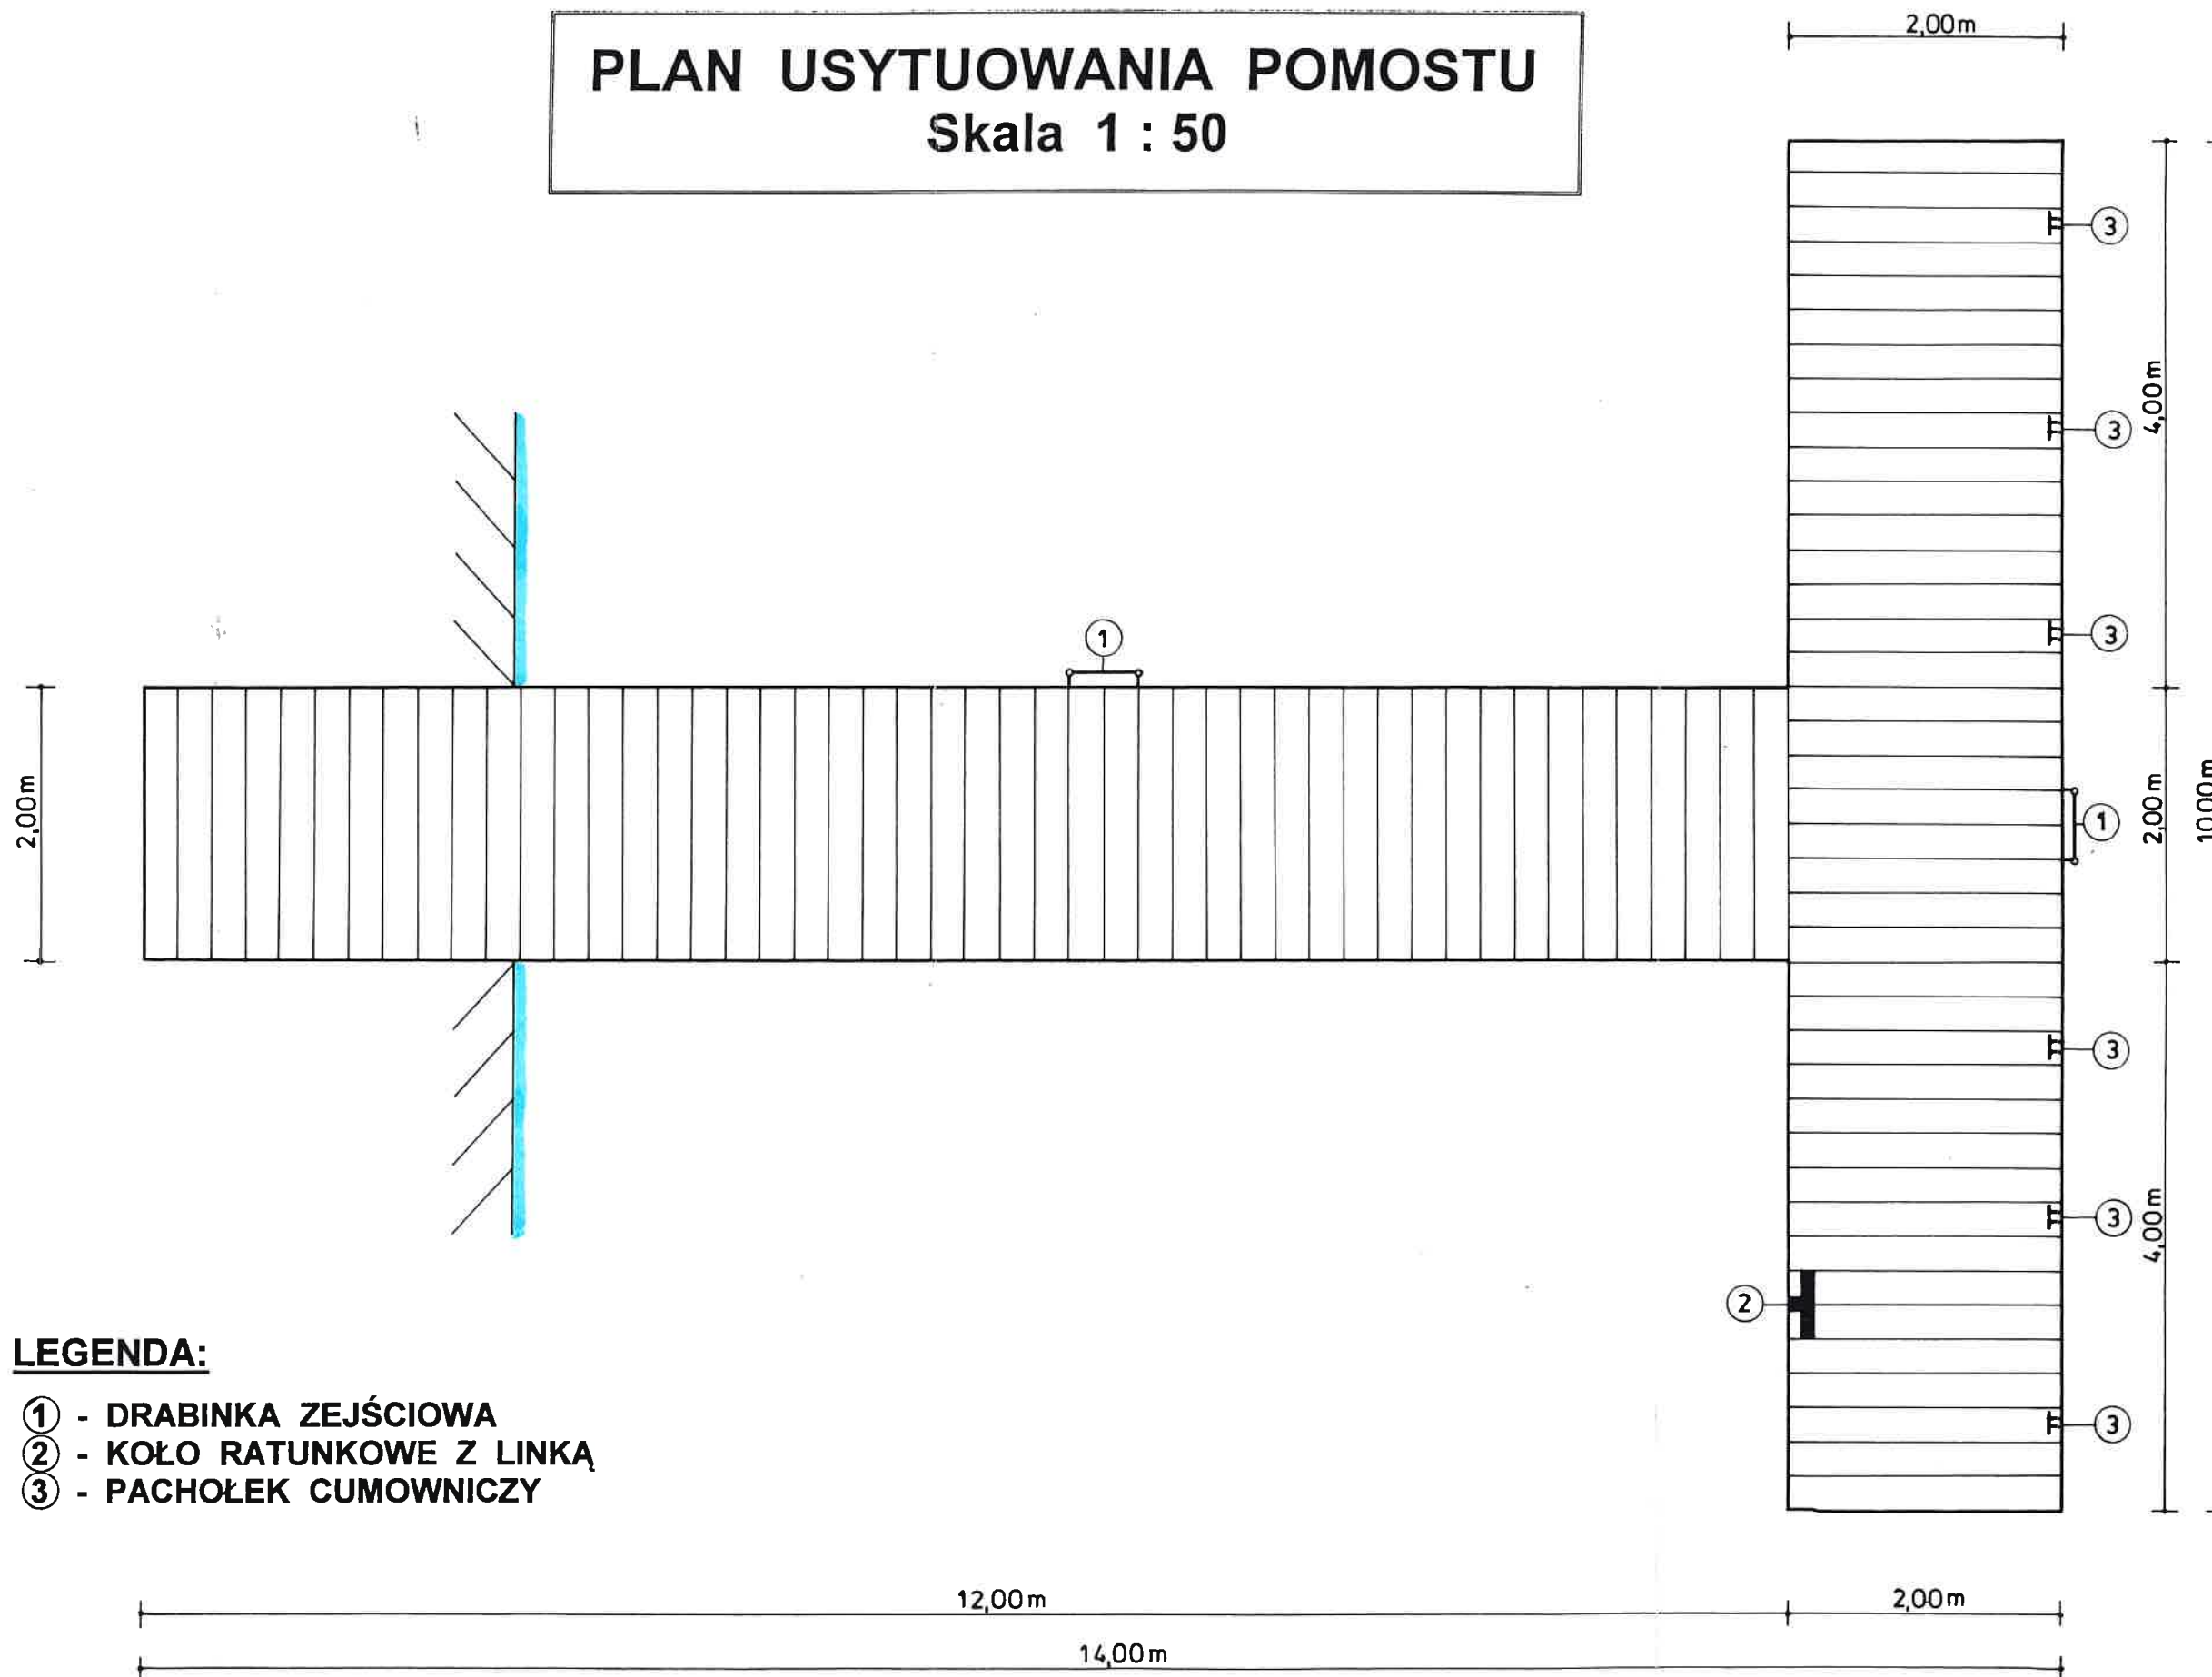 PLAN USYTUOWANIA POMOSTU
Skala 1 : 50
2,00m
3
3
4,00m
3
1
2,00m
2,00m
10,00m
1
3
3
4,00m
2
3
LEGENDA:
1 - DRABINKA ZEJŚCIOWA
2 - KOŁO RATUNKOWE Z LINKĄ
3 - PACHOŁEK CUMOWNICZY
12,00m
2,00m
14,00m